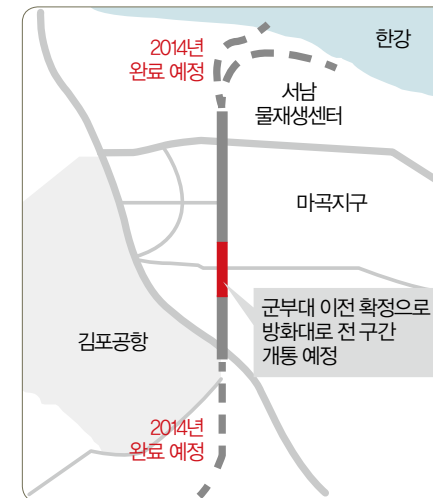 2014년
완료 예정
한강
서남
물재생센터
마곡지구
군부대 이전 확정으로
방화대로 전 구간
개통 예정
김포공항
2014년
완료 예정